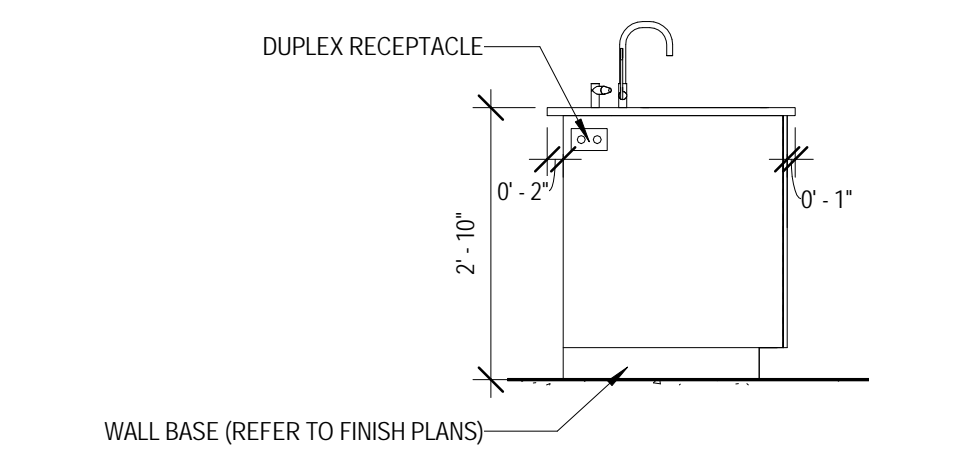 DUPLEX RECEPTACLE
0' - 2"
0' - 1"
2' - 10"
WALL BASE (REFER TO FINISH PLANS)